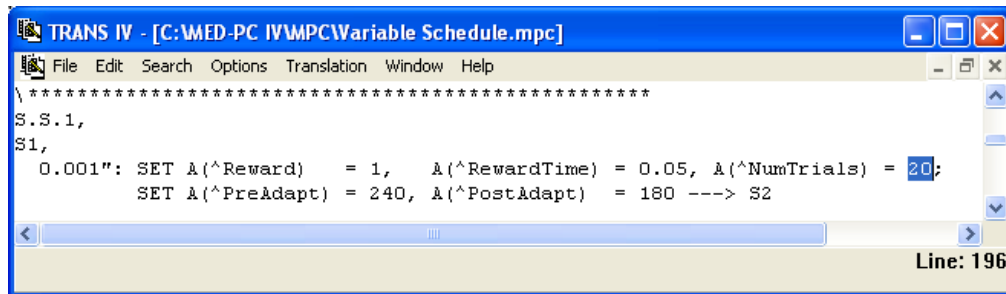 TRANS IV - [C:\MED-PC IV\MPC\Variable Schedule.mpc]
File Edit Search Options Translation Window Help
\***************************************************
S.S.1,
S1,
0.001": SET A(^Reward) = 1, A(^RewardTime) = 0.05, A(^NumTrials) = 20;
SET A(^PreAdapt) = 240, A(^PostAdapt) = 180 ---> S2
Line: 196